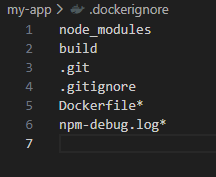 my-app > .dockerignore
1 node_modules
2 build
3 .git
4 .gitignore
5 Dockerfile*
6 npm-debug.log*
7